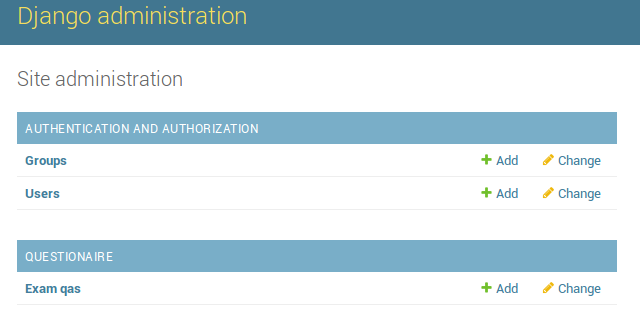 Django administration
Site administration
AUTHENTICATION AND AUTHORIZATION
Groups Add Change
Users Add Change
QUESTIONAIRE
Exam qas Add Change